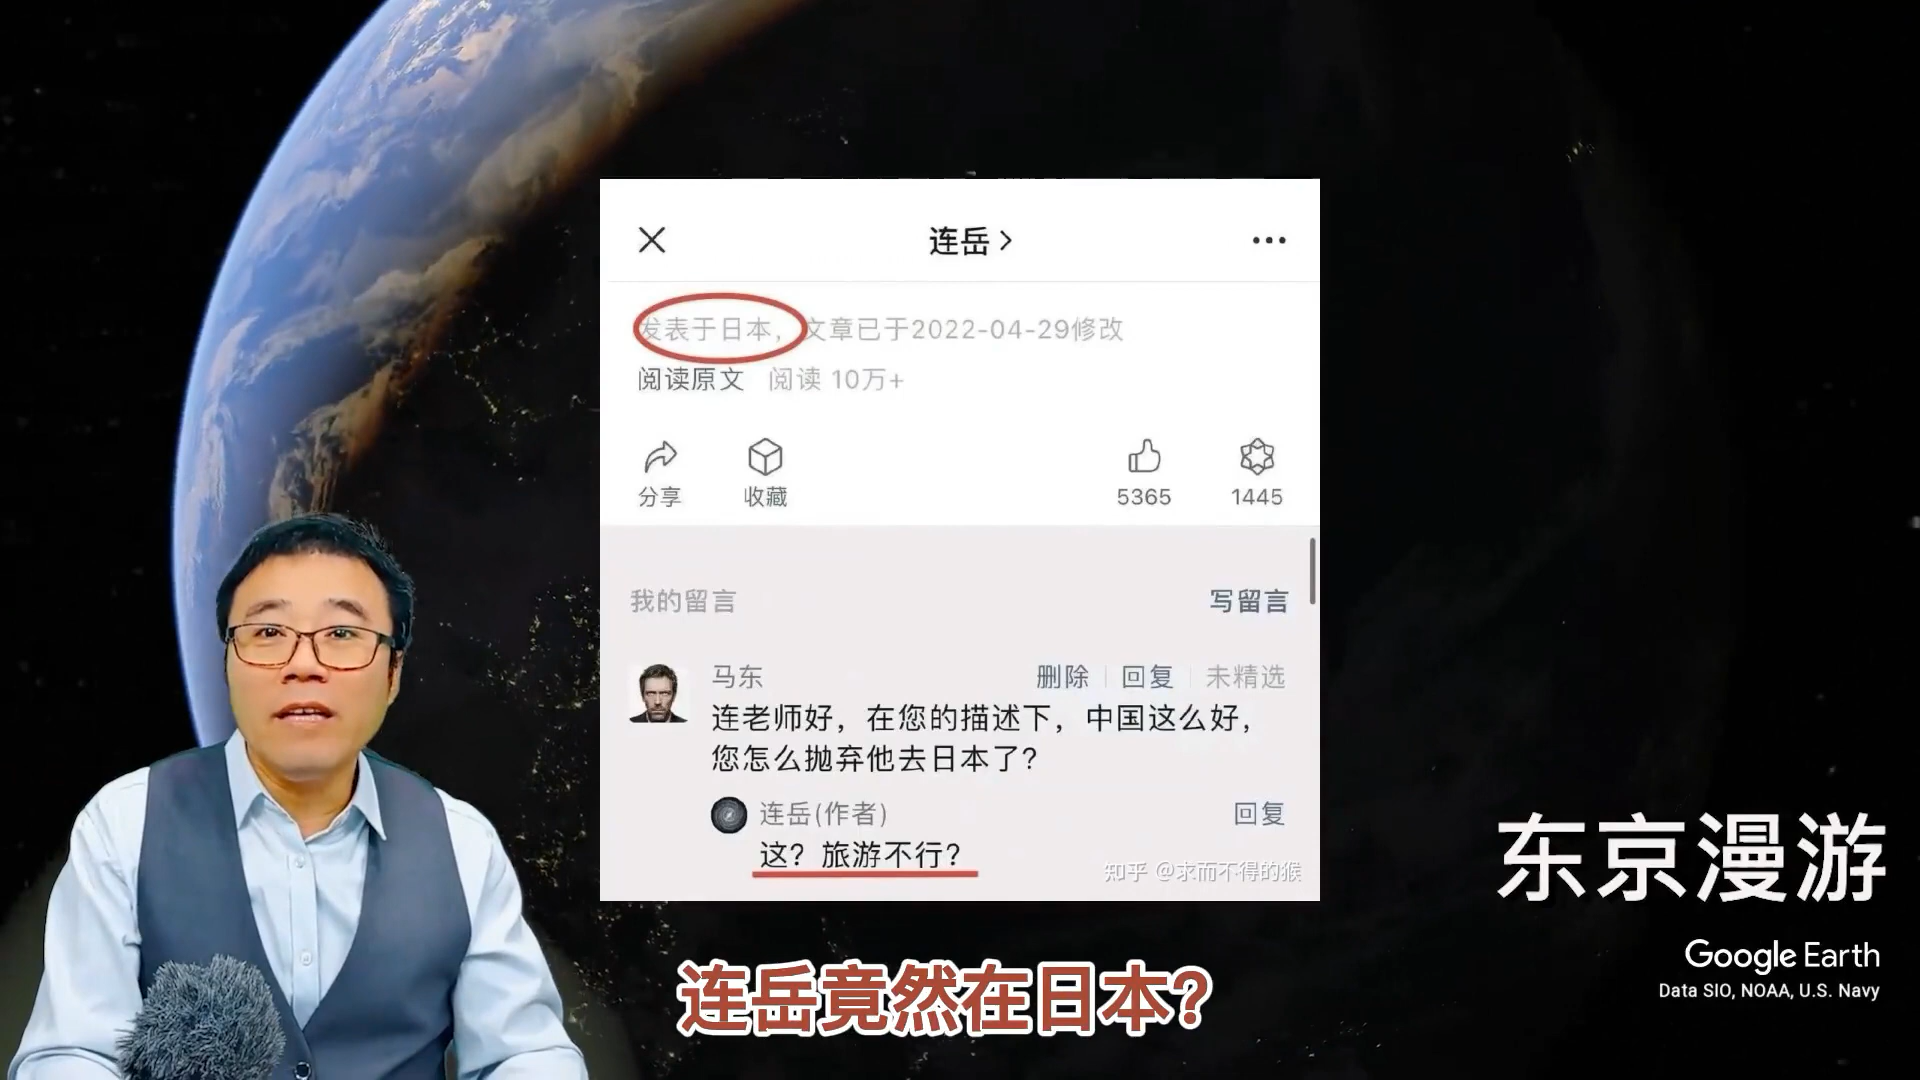 连岳
发表于日本，文章已于2022-04-29修改
阅读原文 阅读 10万+
分享 收藏 5365 1445
我的留言 写留言
马东 删除 回复 未精选
连老师好，在您的描述下，中国这么好，
您怎么抛弃他去日本了？
连岳(作者) 回复
这？旅游不行？
知乎 @求而不得的猴
东京漫游
Google Earth
Data SIO, NOAA, U.S. Navy
连岳竟然在日本？